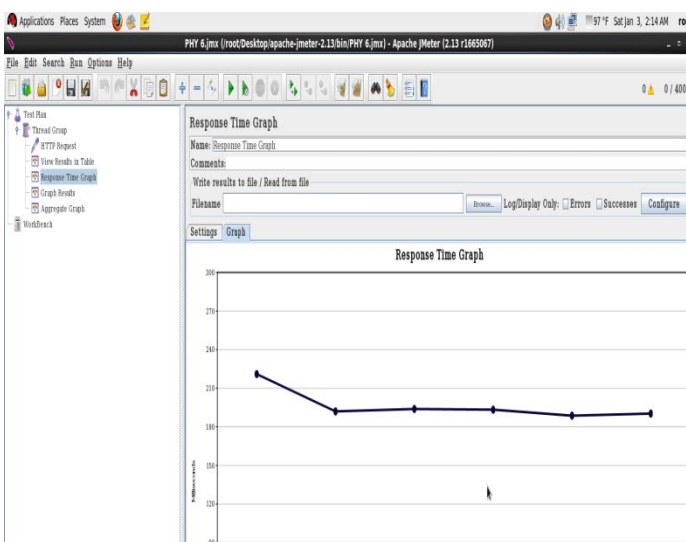 Applications Places System 97 °F Sat Jan 3, 2:14 AM ro
PHY 6.jmx (/root/Desktop/apache-jmeter-2.13/bin/PHY 6.jmx) - Apache JMeter (2.13 r1665067)
File Edit Search Run Options Help
0 0 / 400
Test Plan
Thread Group
HTTP Request
View Results in Table
Response Time Graph
Graph Results
Aggregate Graph
WorkBench
Response Time Graph
Name: Response Time Graph
Comments:
Write results to file / Read from file
Filename Browse... Log/Display Only: Errors Successes Configure
Settings Graph
Response Time Graph
300
270
240
210
180
150
120
90
Milliseconds